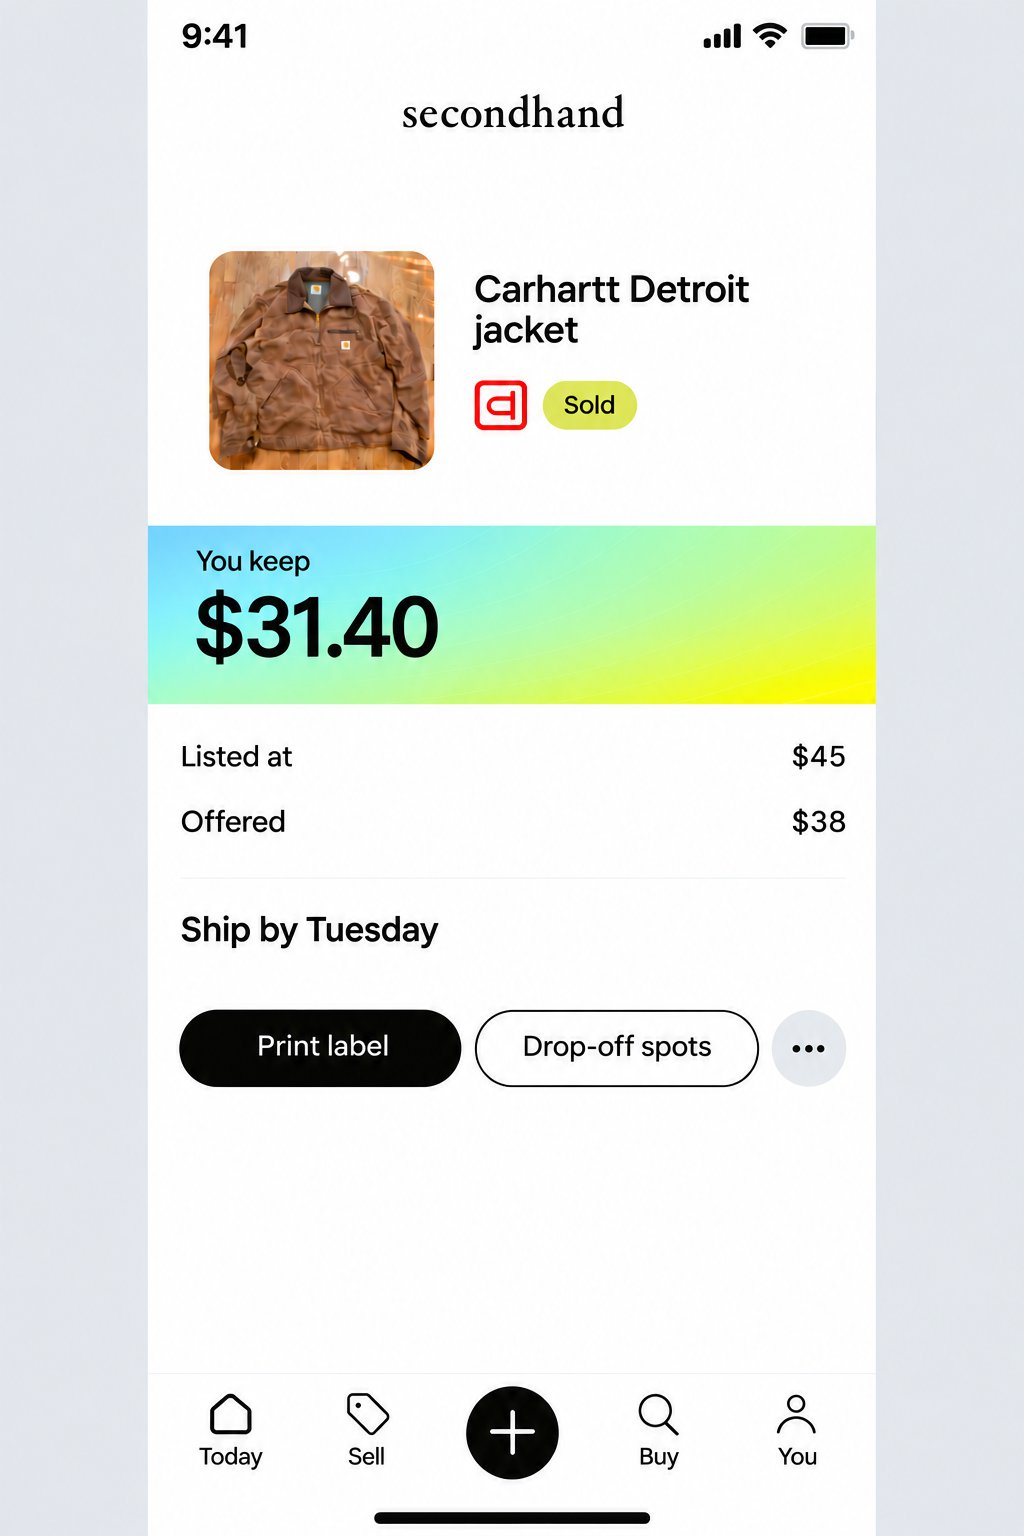 9:41
secondhand
Carhartt Detroit
jacket
Sold
You keep
$31.40
Listed at $45
Offered $38
Ship by Tuesday
Print label Drop-off spots
Today Sell Buy You